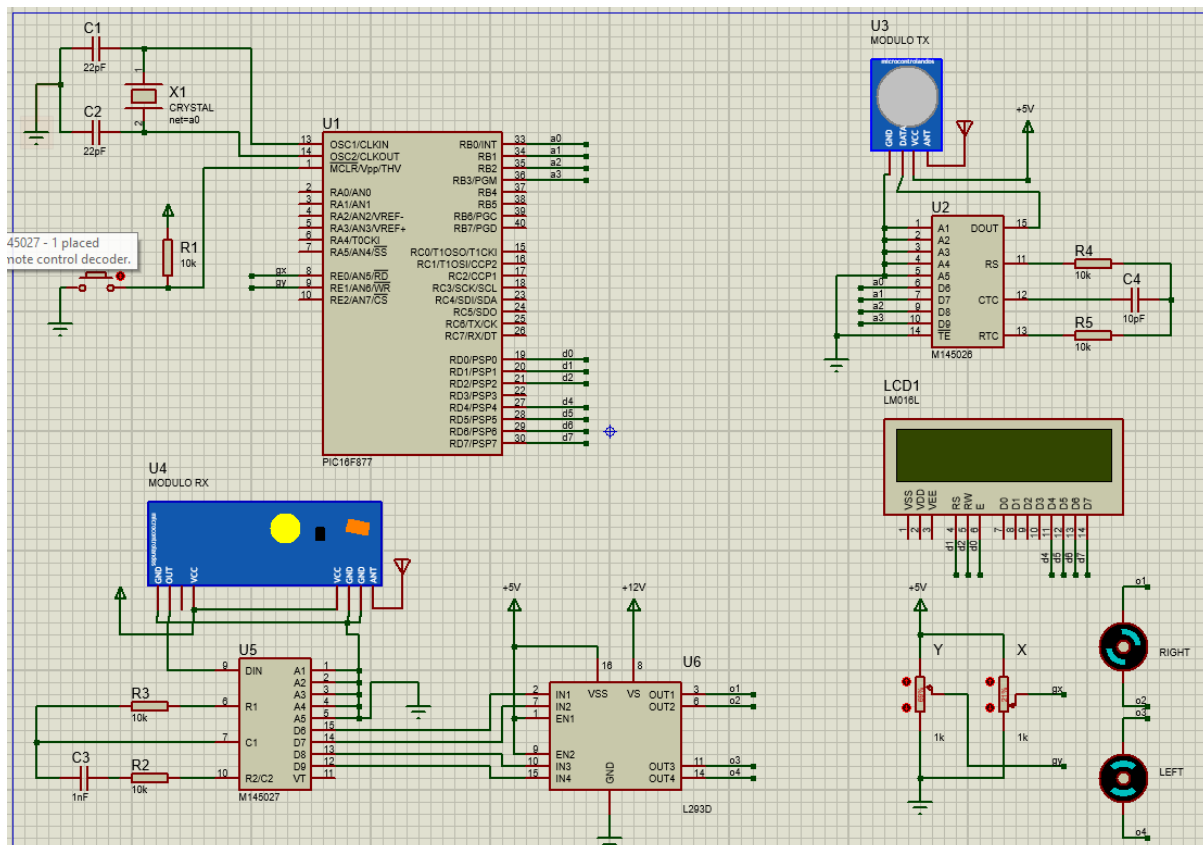 C1
22pF
X1
CRYSTAL
net=a0
C2
22pF
1
2
R1
10k
45027 - 1 placed
mote control decoder.
U1
13 OSC1/CLKIN
14 OSC2/CLKOUT
1 MCLR/Vpp/THV
2 RA0/AN0
3 RA1/AN1
4 RA2/AN2/VREF-
5 RA3/AN3/VREF+
6 RA4/T0CKI
7 RA5/AN4/SS
gx 8 RE0/AN5/RD
gy 9 RE1/AN6/WR
10 RE2/AN7/CS
RB0/INT 33 a0
RB1 34 a1
RB2 35 a2
RB3/PGM 36 a3
RB4 37
RB5 38
RB6/PGC 39
RB7/PGD 40
RC0/T1OSO/T1CKI 15
RC1/T1OSI/CCP2 16
RC2/CCP1 17
RC3/SCK/SCL 18
RC4/SDI/SDA 23
RC5/SDO 24
RC6/TX/CK 25
RC7/RX/DT 26
RD0/PSP0 19 d0
RD1/PSP1 20 d1
RD2/PSP2 21 d2
RD3/PSP3 22
RD4/PSP4 27 d4
RD5/PSP5 28 d5
RD6/PSP6 29 d6
RD7/PSP7 30 d7
PIC16F877
U3
MODULO TX
microcontrolandos
GND
DATA
VCC
ANT
+5V
U2
1 A1
2 A2
3 A3
4 A4
5 A5
a0 6 D6
a1 7 D7
a2 9 D8
a3 10 D9
14 TE
DOUT 15
RS 11
CTC 12
RTC 13
M145026
R4
10k
C4
10pF
R5
10k
LCD1
LM016L
VSS
VDD
VEE
RS
RW
E
D0
D1
D2
D3
D4
D5
D6
D7
1
2
3
4
5
6
7
8
9
10
11
12
13
14
d1
d2
d0
d4
d5
d6
d7
U4
MODULO RX
microcontrolandos
GND
OUT
VCC
VCC
GND
GND
ANT
U5
9 DIN
6 R1
7 C1
10 R2/C2
A1 1
A2 2
A3 3
A4 4
A5 5
D6 15
D7 14
D8 13
D9 12
VT 11
M145027
R3
10k
C3
1nF
R2
10k
+5V
+12V
U6
16
8
VSS
VS
2 IN1
7 IN2
1 EN1
9 EN2
10 IN3
15 IN4
GND
OUT1 3 o1
OUT2 6 o2
OUT3 11 o3
OUT4 14 o4
L293D
+5V
Y
X
69%
21%
1k
1k
gx
gy
o1
RIGHT
o2
o3
LEFT
o4